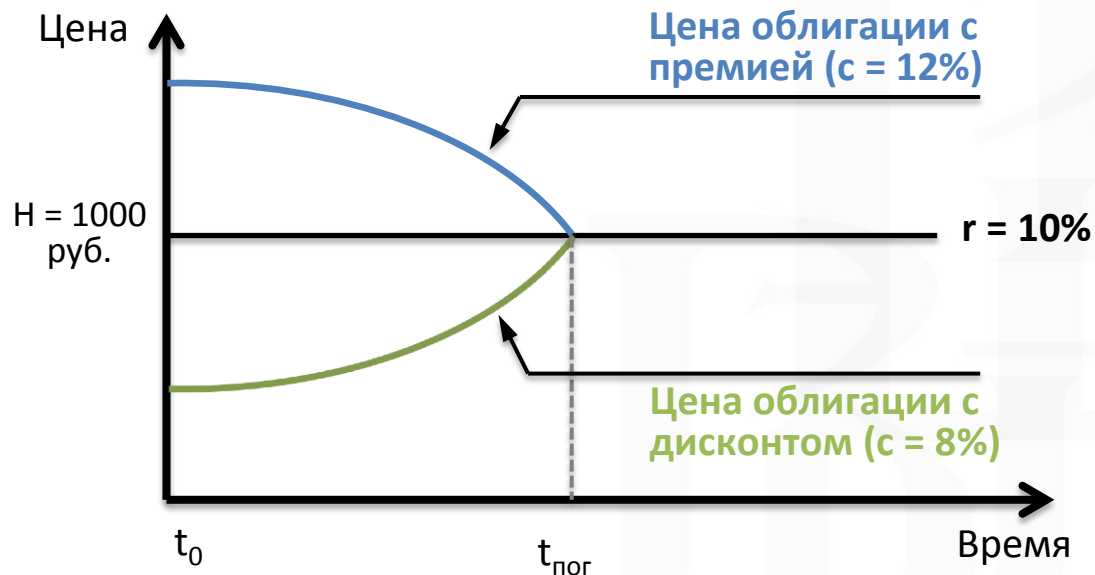 Цена
Цена облигации с
премией (c = 12%)
H = 1000
руб.
r = 10%
Цена облигации с
дисконтом (c = 8%)
t₀
tпог
Время